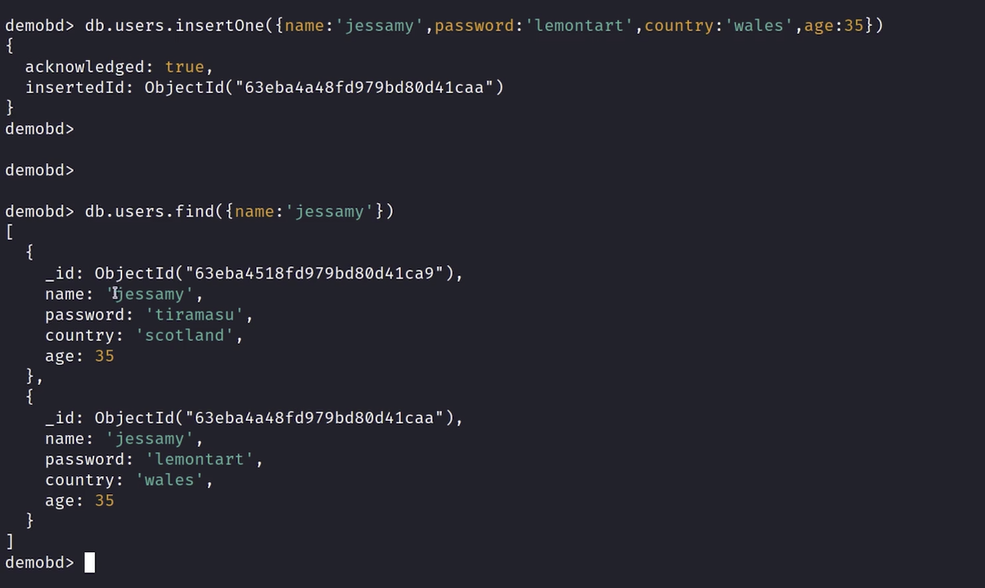 demobd> db.users.insertOne({name:'jessamy',password:'lemontart',country:'wales',age:35})
{
  acknowledged: true,
  insertedId: ObjectId("63eba4a48fd979bd80d41caa")
}
demobd>
demobd>
demobd> db.users.find({name:'jessamy'})
[
  {
    _id: ObjectId("63eba4518fd979bd80d41ca9"),
    name: 'jessamy',
    password: 'tiramasu',
    country: 'scotland',
    age: 35
  },
  {
    _id: ObjectId("63eba4a48fd979bd80d41caa"),
    name: 'jessamy',
    password: 'lemontart',
    country: 'wales',
    age: 35
  }
]
demobd>